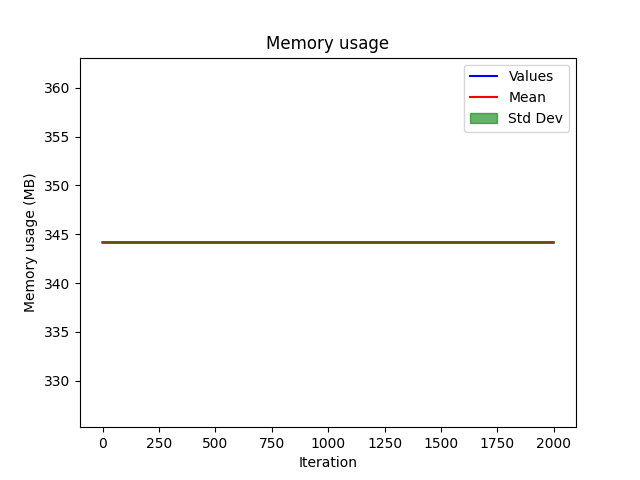 Memory usage
Values
Mean
Std Dev
Memory usage (MB)
360
355
350
345
340
335
330
0 250 500 750 1000 1250 1500 1750 2000
Iteration